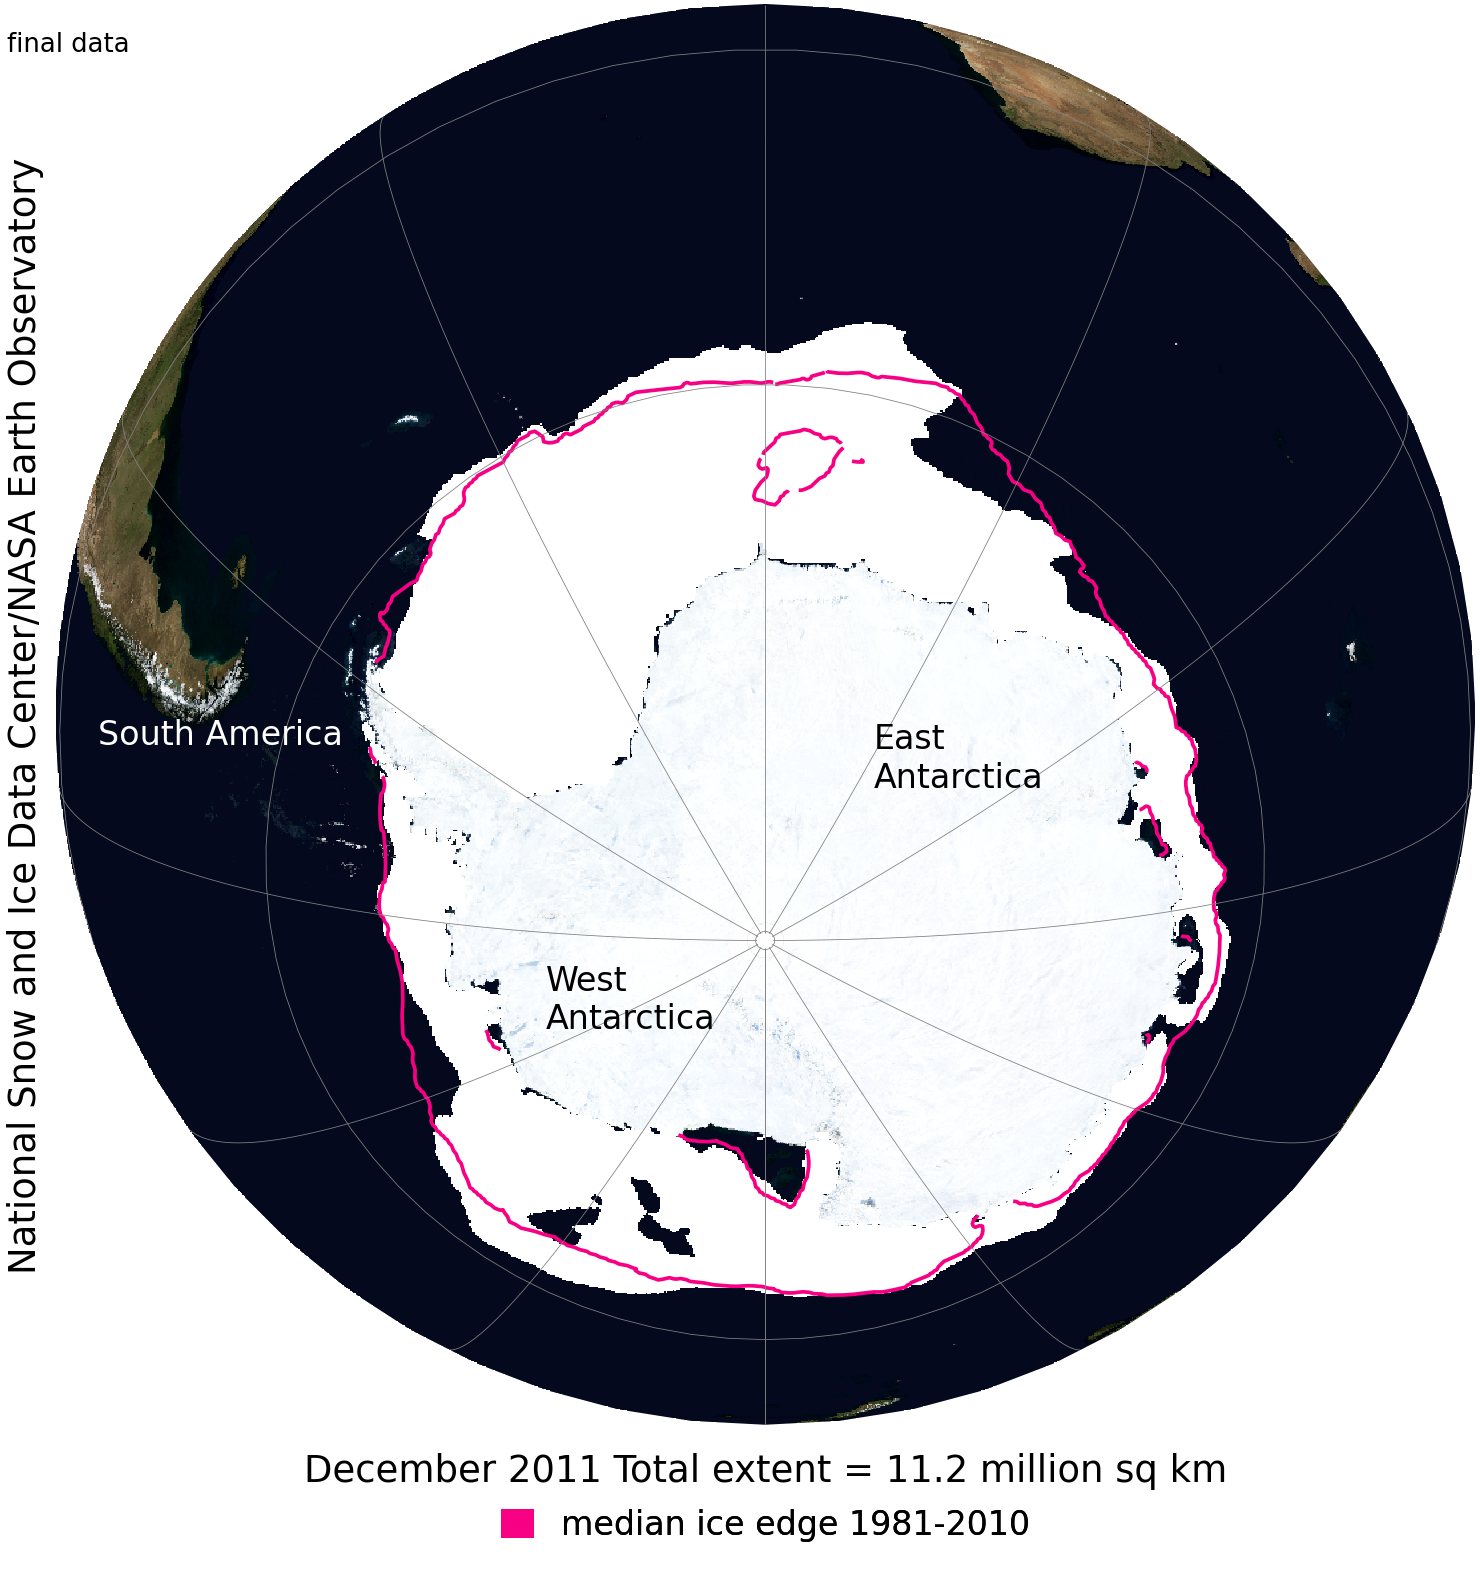 final data
National Snow and Ice Data Center/NASA Earth Observatory
South America
East
Antarctica
West
Antarctica
December 2011 Total extent = 11.2 million sq km
median ice edge 1981-2010